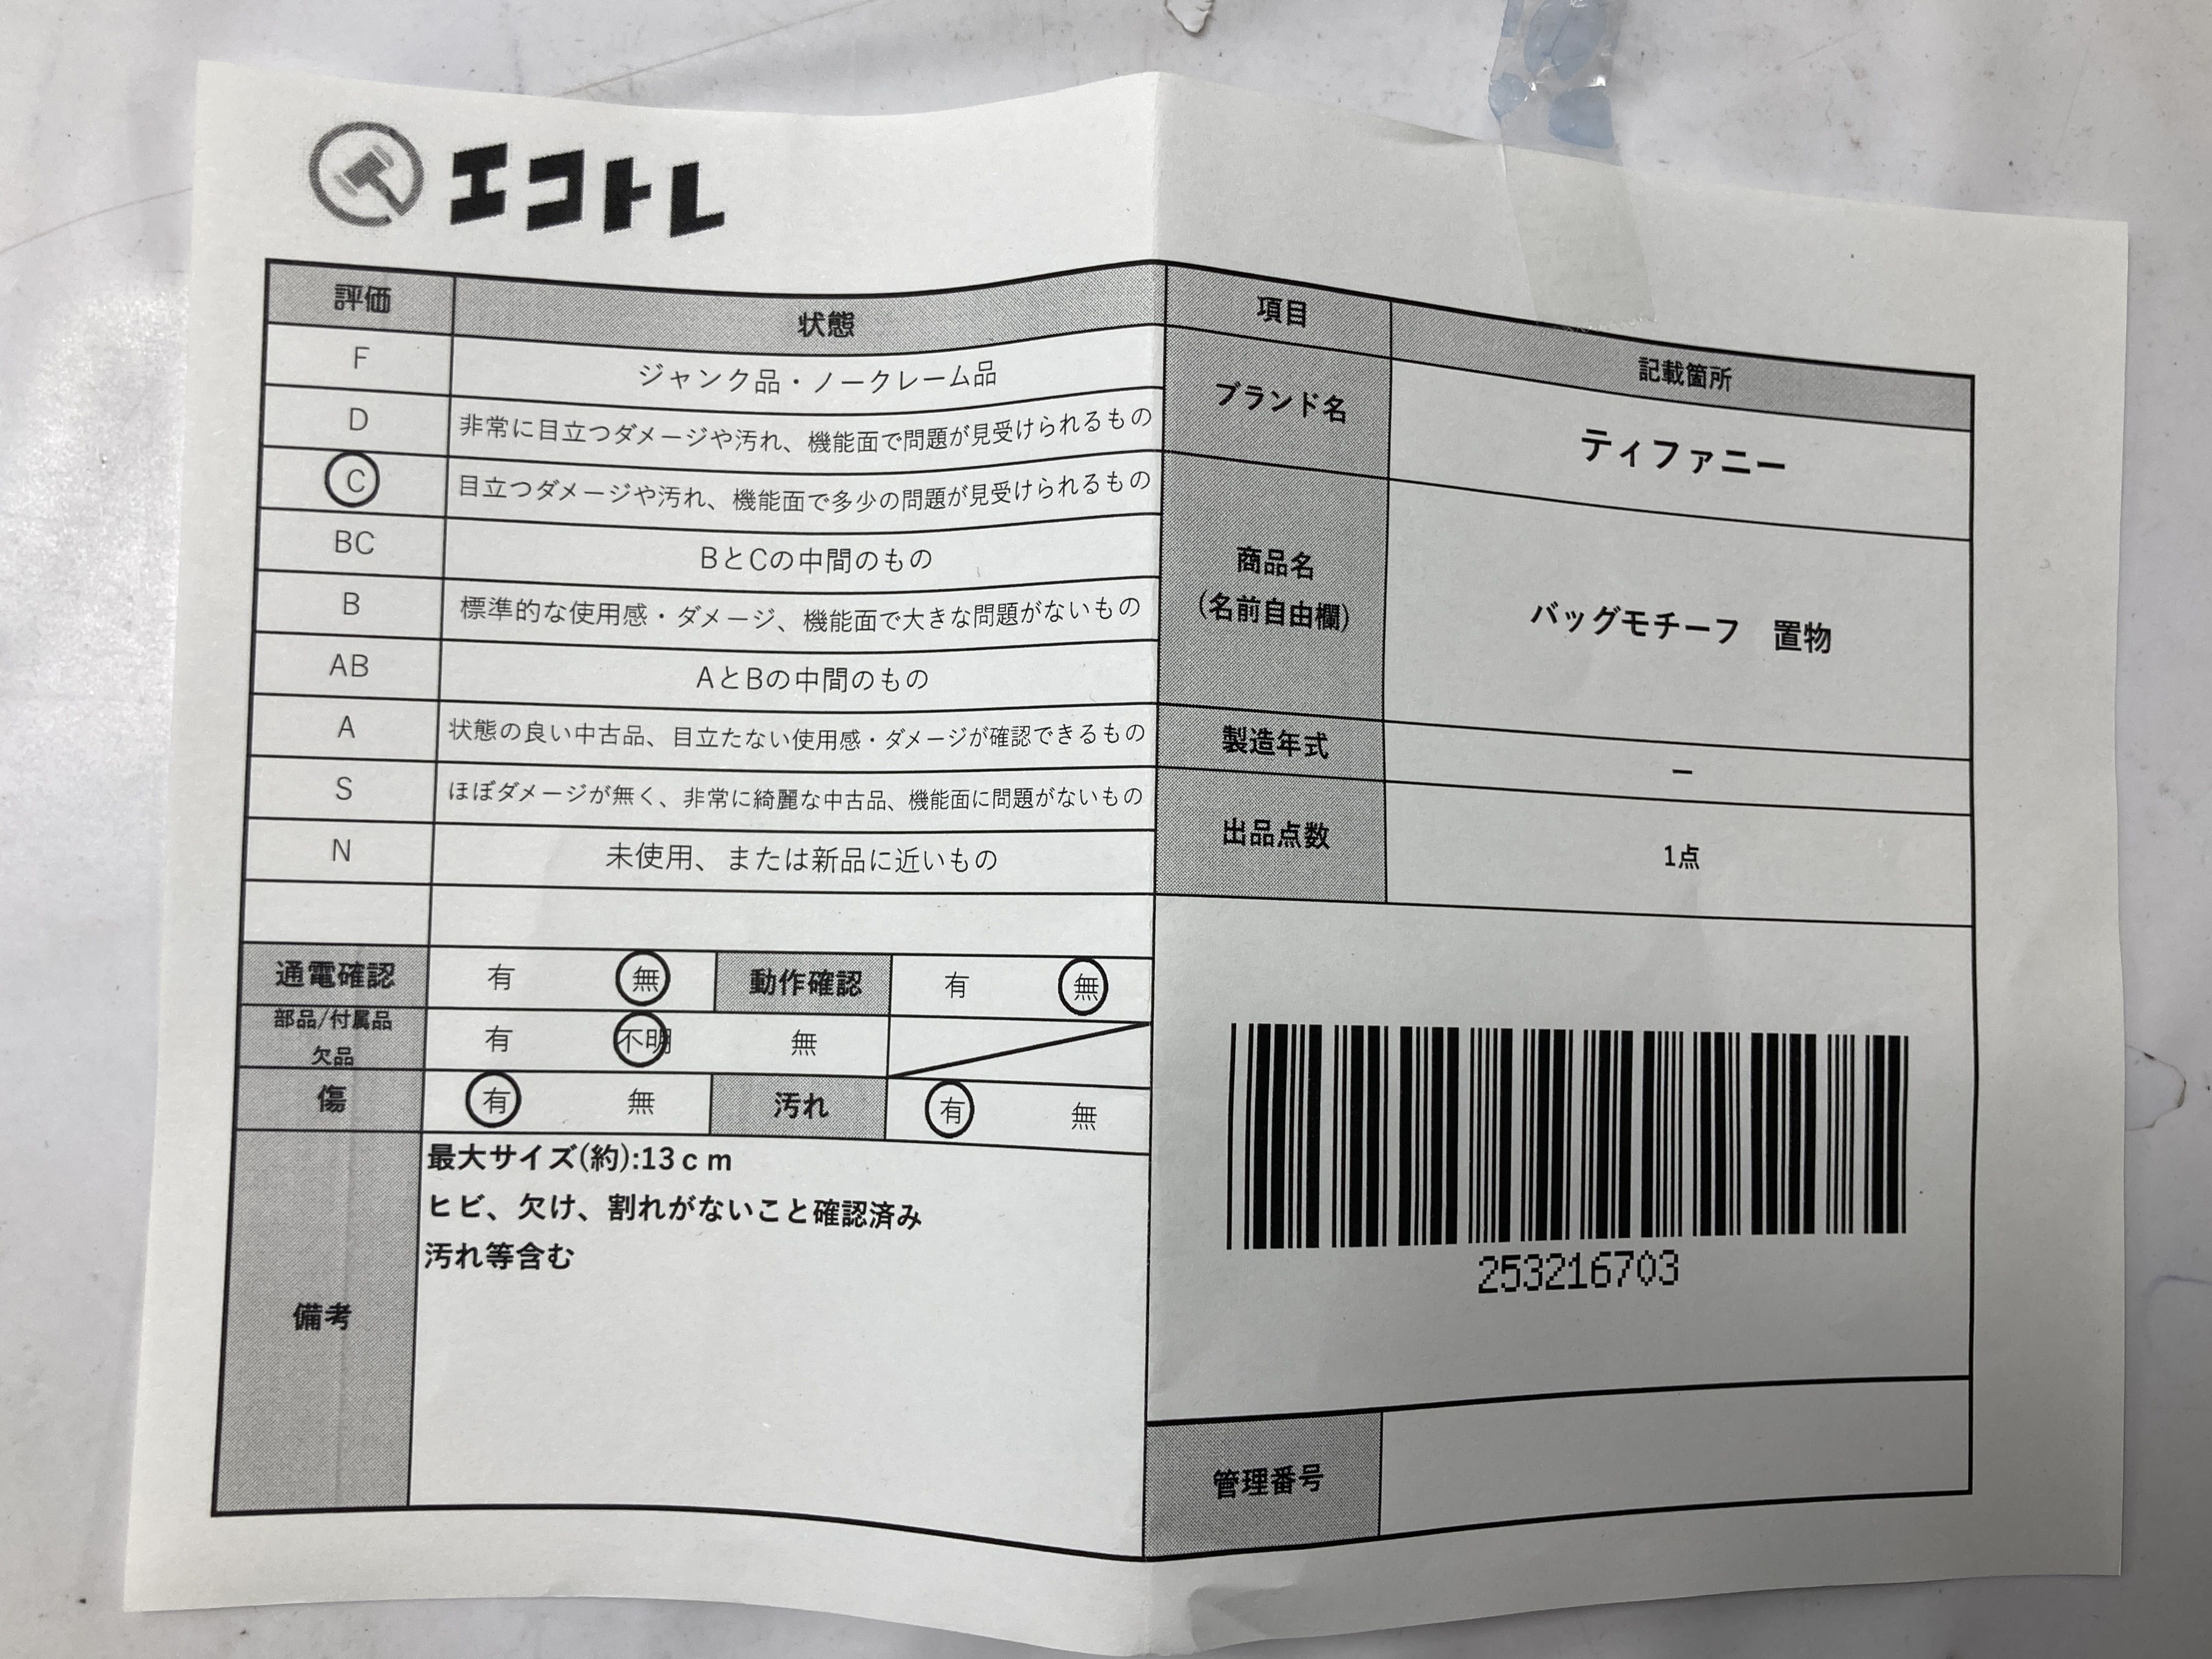 エコトレ
評価 状態
F ジャンク品・ノークレーム品
D 非常に目立つダメージや汚れ、機能面で問題が見受けられるもの
C 目立つダメージや汚れ、機能面で多少の問題が見受けられるもの
BC BとCの中間のもの
B 標準的な使用感・ダメージ、機能面で大きな問題がないもの
AB AとBの中間のもの
A 状態の良い中古品、目立たない使用感・ダメージが確認できるもの
S ほぼダメージが無く、非常に綺麗な中古品、機能面に問題がないもの
N 未使用、または新品に近いもの
通電確認 有 無 動作確認 有 無
部品/付属品
欠品 有 不明 無
傷 有 無 汚れ 有 無
備考
最大サイズ(約):13ｃｍ
ヒビ、欠け、割れがないこと確認済み
汚れ等含む
項目 記載箇所
ブランド名 ティファニー
商品名
(名前自由欄) バッグモチーフ　置物
製造年式 ー
出品点数 1点
253216703
管理番号